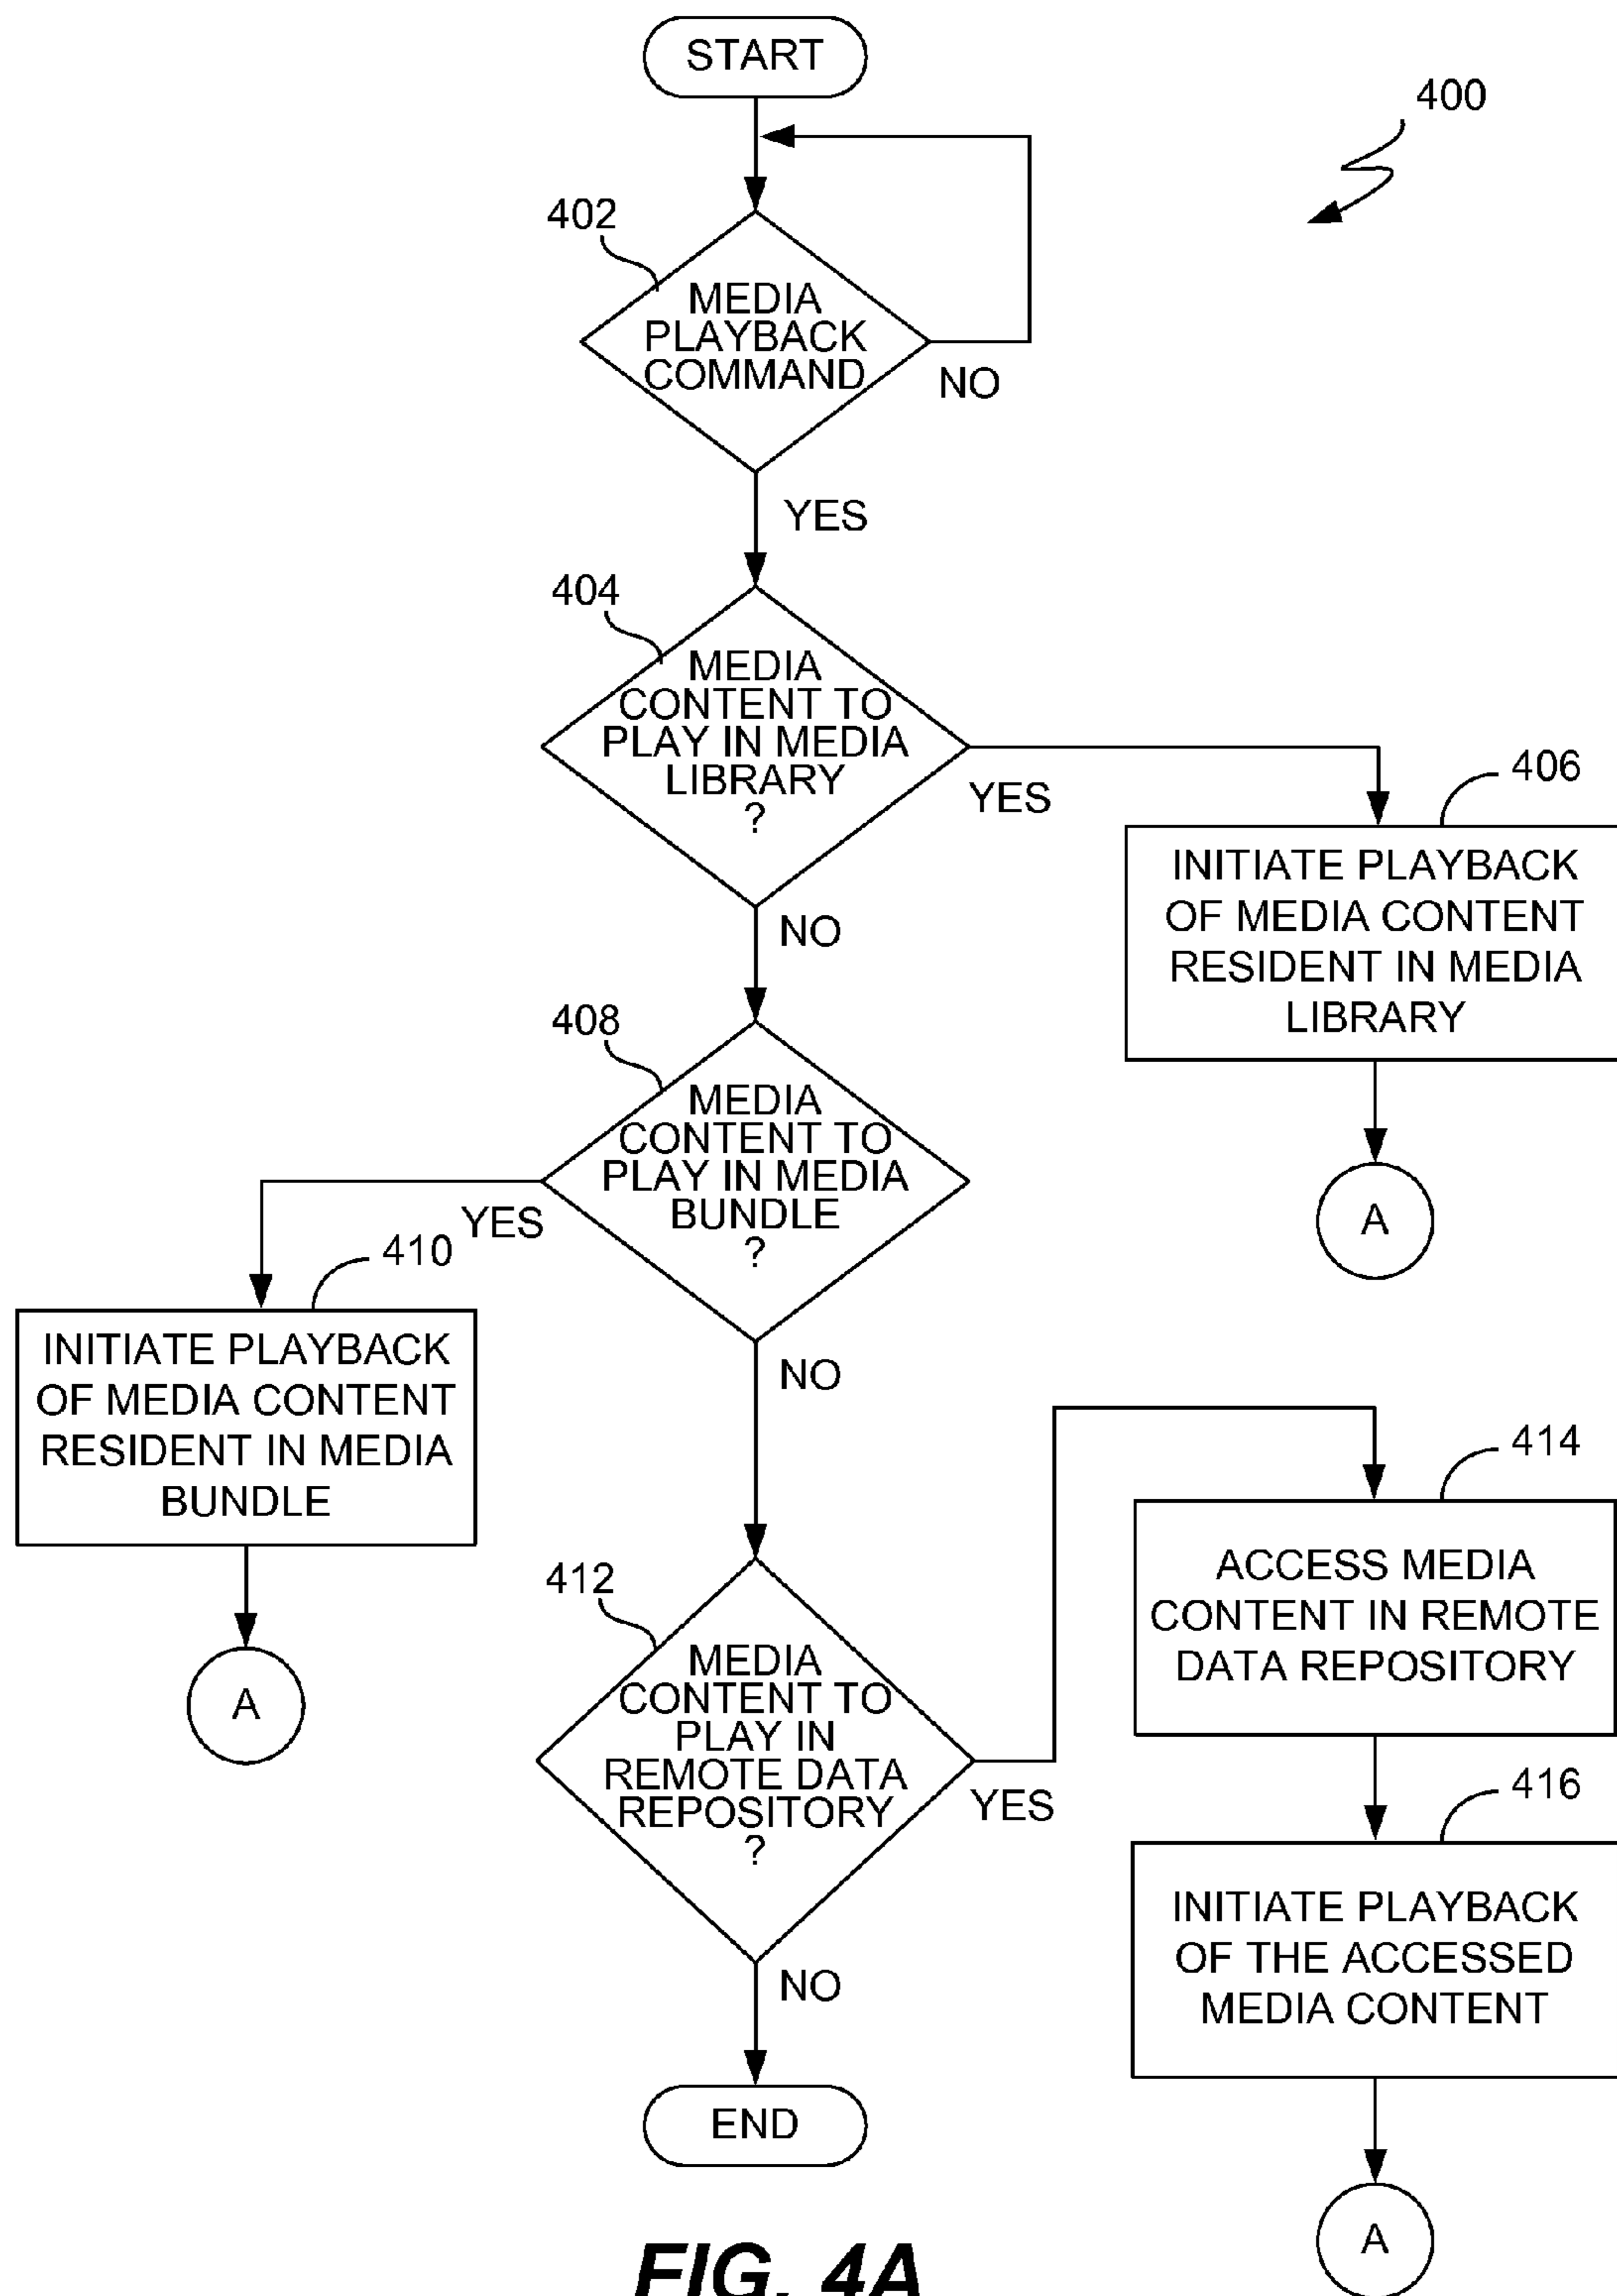 START
400
402
MEDIA
PLAYBACK
COMMAND
NO
YES
404
MEDIA
CONTENT TO
PLAY IN MEDIA
LIBRARY
?
YES
406
INITIATE PLAYBACK
OF MEDIA CONTENT
RESIDENT IN MEDIA
LIBRARY
A
NO
408
MEDIA
CONTENT TO
PLAY IN MEDIA
BUNDLE
?
YES
410
INITIATE PLAYBACK
OF MEDIA CONTENT
RESIDENT IN MEDIA
BUNDLE
A
NO
412
MEDIA
CONTENT TO
PLAY IN
REMOTE DATA
REPOSITORY
?
YES
414
ACCESS MEDIA
CONTENT IN REMOTE
DATA REPOSITORY
416
INITIATE PLAYBACK
OF THE ACCESSED
MEDIA CONTENT
A
NO
END
FIG. 4A